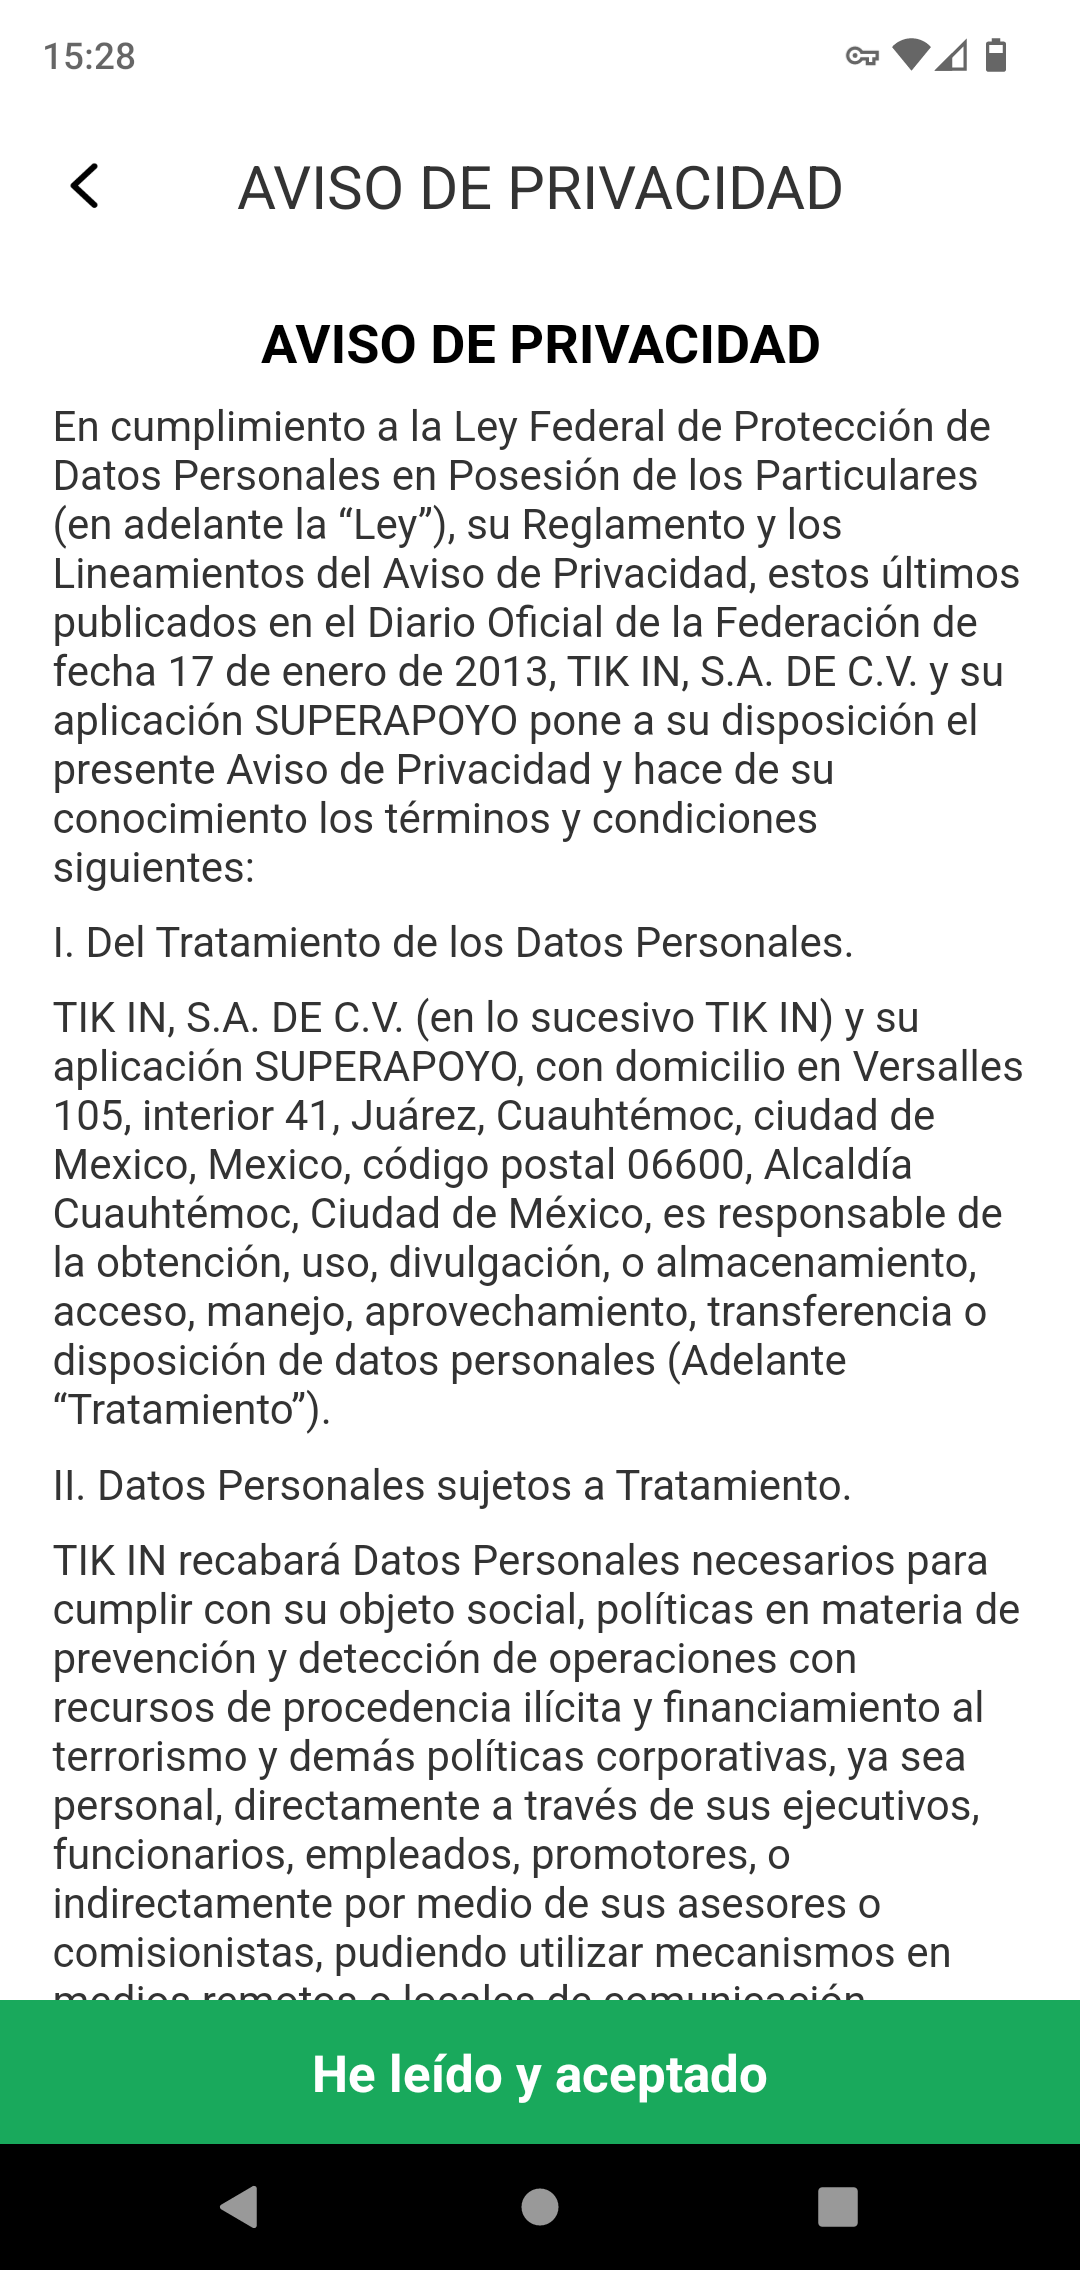 15:28
AVISO DE PRIVACIDAD
AVISO DE PRIVACIDAD
En cumplimiento a la Ley Federal de Protección de
Datos Personales en Posesión de los Particulares
(en adelante la “Ley”), su Reglamento y los
Lineamientos del Aviso de Privacidad, estos últimos
publicados en el Diario Oficial de la Federación de
fecha 17 de enero de 2013, TIK IN, S.A. DE C.V. y su
aplicación SUPERAPOYO pone a su disposición el
presente Aviso de Privacidad y hace de su
conocimiento los términos y condiciones
siguientes:
I. Del Tratamiento de los Datos Personales.
TIK IN, S.A. DE C.V. (en lo sucesivo TIK IN) y su
aplicación SUPERAPOYO, con domicilio en Versalles
105, interior 41, Juárez, Cuauhtémoc, ciudad de
Mexico, Mexico, código postal 06600, Alcaldía
Cuauhtémoc, Ciudad de México, es responsable de
la obtención, uso, divulgación, o almacenamiento,
acceso, manejo, aprovechamiento, transferencia o
disposición de datos personales (Adelante
“Tratamiento”).
II. Datos Personales sujetos a Tratamiento.
TIK IN recabará Datos Personales necesarios para
cumplir con su objeto social, políticas en materia de
prevención y detección de operaciones con
recursos de procedencia ilícita y financiamiento al
terrorismo y demás políticas corporativas, ya sea
personal, directamente a través de sus ejecutivos,
funcionarios, empleados, promotores, o
indirectamente por medio de sus asesores o
comisionistas, pudiendo utilizar mecanismos en
medios remotos o locales de comunicación
He leído y aceptado